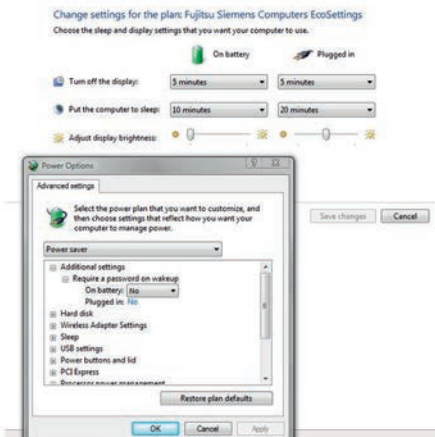 Change settings for the plan: Fujitsu Siemens Computers EcoSettings
Choose the sleep and display settings that you want your computer to use.
On battery Plugged in
Turn off the display: 5 minutes 5 minutes
Put the computer to sleep: 10 minutes 20 minutes
Adjust display brightness:
Power Options
Advanced settings
Select the power plan that you want to customize, and
then choose settings that reflect how you want your
computer to manage power.
Save changes Cancel
Power saver
Additional settings
Require a password on wakeup
On battery: No
Plugged in: No
Hard disk
Wireless Adapter Settings
Sleep
USB settings
Power buttons and lid
PCI Express
Processor power management
Restore plan defaults
OK Cancel Apply